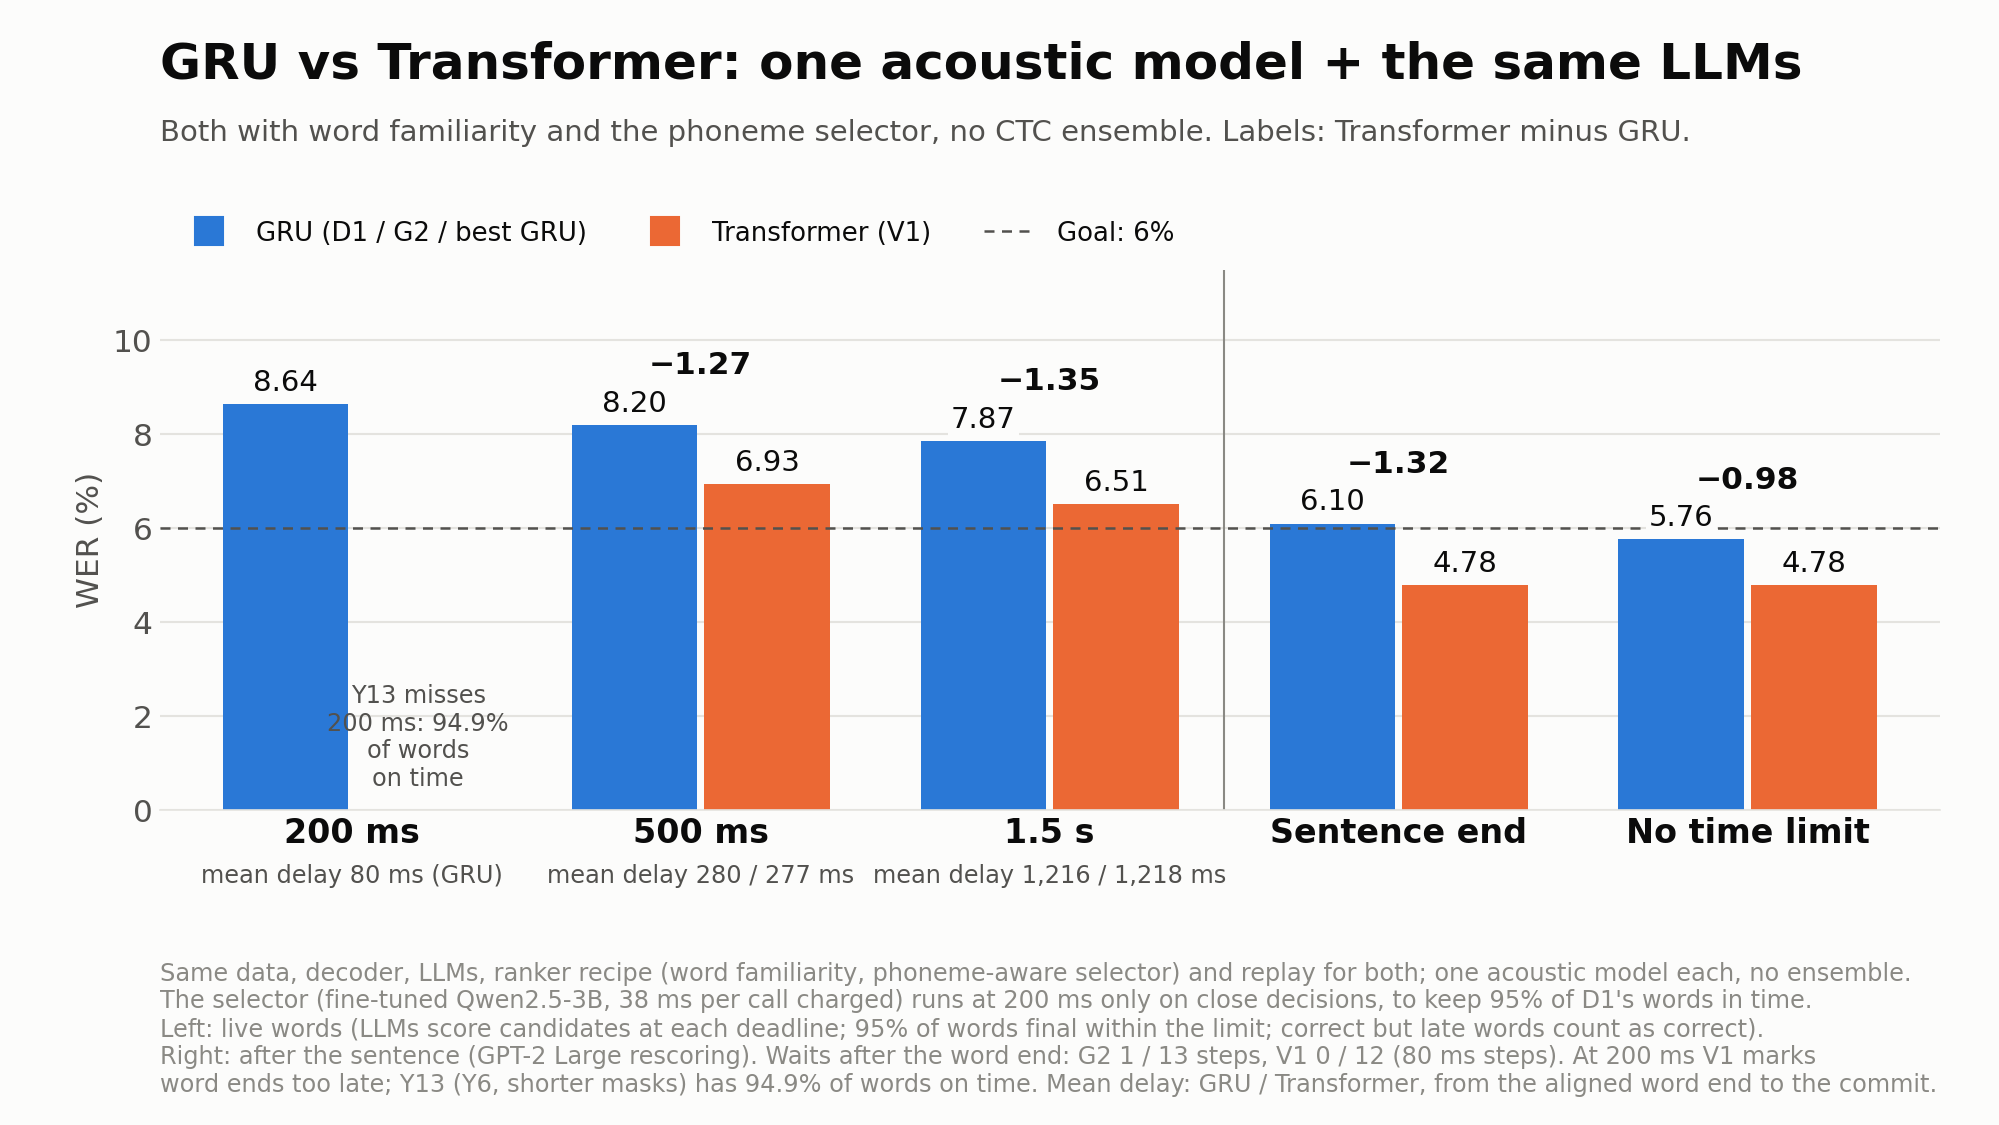 GRU vs Transformer: one acoustic model + the same LLMs
Both with word familiarity and the phoneme selector, no CTC ensemble. Labels: Transformer minus GRU.
GRU (D1 / G2 / best GRU)
Transformer (V1)
Goal: 6%
WER (%)
10
8
6
4
2
0
8.64
Y13 misses
200 ms: 94.9%
of words
on time
−1.27
8.20
6.93
−1.35
7.87
6.51
−1.32
6.10
4.78
−0.98
5.76
4.78
200 ms
500 ms
1.5 s
Sentence end
No time limit
mean delay 80 ms (GRU)
mean delay 280 / 277 ms
mean delay 1,216 / 1,218 ms
Same data, decoder, LLMs, ranker recipe (word familiarity, phoneme-aware selector) and replay for both; one acoustic model each, no ensemble.
The selector (fine-tuned Qwen2.5-3B, 38 ms per call charged) runs at 200 ms only on close decisions, to keep 95% of D1's words in time.
Left: live words (LLMs score candidates at each deadline; 95% of words final within the limit; correct but late words count as correct).
Right: after the sentence (GPT-2 Large rescoring). Waits after the word end: G2 1 / 13 steps, V1 0 / 12 (80 ms steps). At 200 ms V1 marks
word ends too late; Y13 (Y6, shorter masks) has 94.9% of words on time. Mean delay: GRU / Transformer, from the aligned word end to the commit.